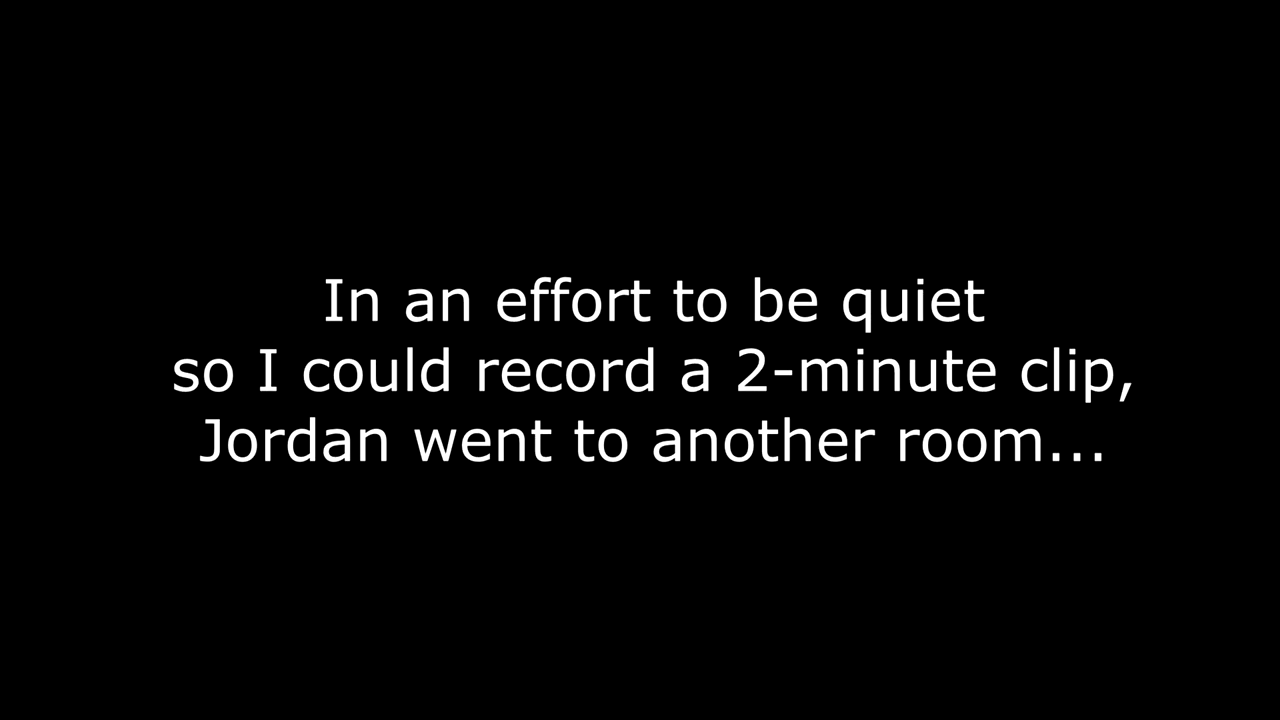 In an effort to be quiet
so I could record a 2-minute clip,
Jordan went to another room...